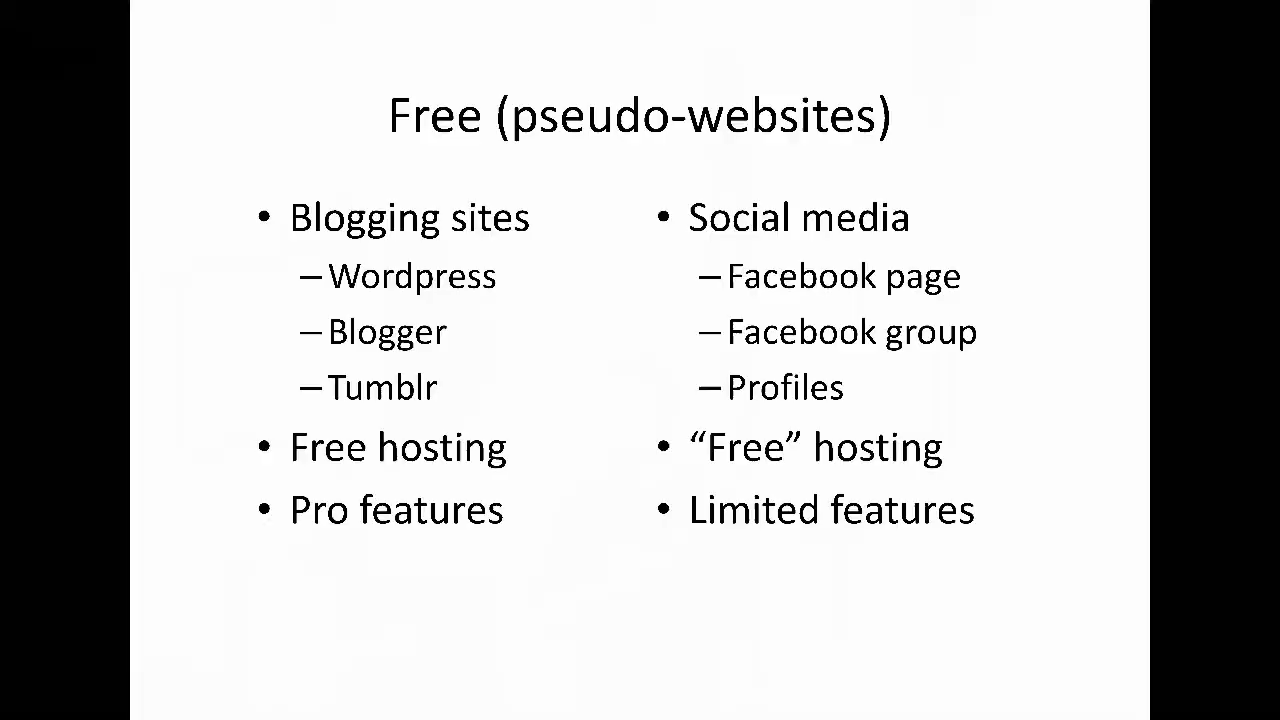 Free (pseudo-websites)
• Blogging sites
– Wordpress
– Blogger
– Tumblr
• Free hosting
• Pro features
• Social media
– Facebook page
– Facebook group
– Profiles
• “Free” hosting
• Limited features